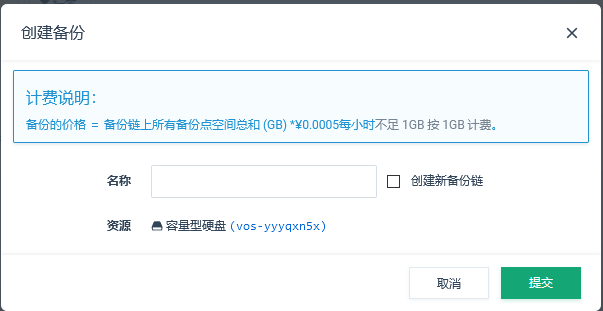 创建备份
计费说明：
备份的价格 = 备份链上所有备份点空间总和 (GB) *¥0.0005每小时不足 1GB 按 1GB 计费。
名称 创建新备份链
资源 容量型硬盘 (vos-yyyqxn5x)
取消 提交